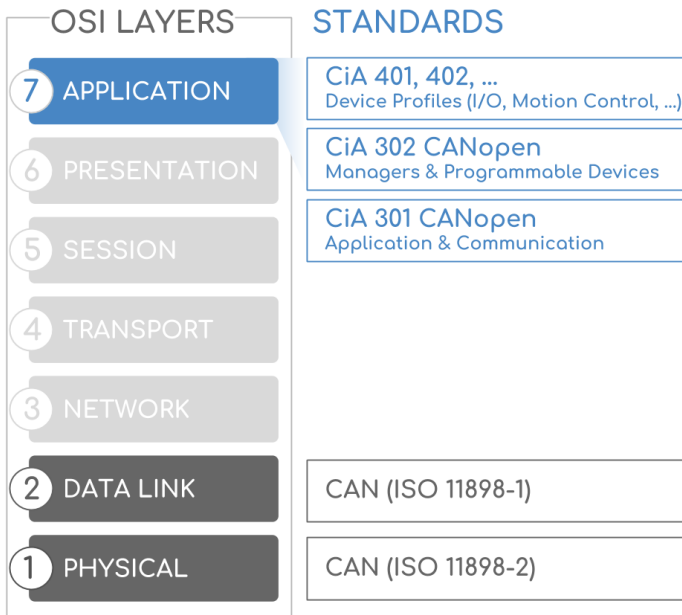 OSI LAYERS
STANDARDS
7 APPLICATION
CiA 401, 402, ...
Device Profiles (I/O, Motion Control, ...)
6 PRESENTATION
CiA 302 CANopen
Managers & Programmable Devices
5 SESSION
CiA 301 CANopen
Application & Communication
4 TRANSPORT
3 NETWORK
2 DATA LINK
CAN (ISO 11898-1)
1 PHYSICAL
CAN (ISO 11898-2)